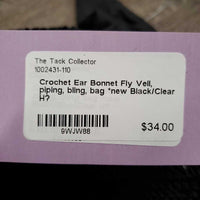 The Tack Collector
1002431-110
Crochet Ear Bonnet Fly Veil,
piping, bling, bag *new Black/Clear
H?
9WJW88
$34.00